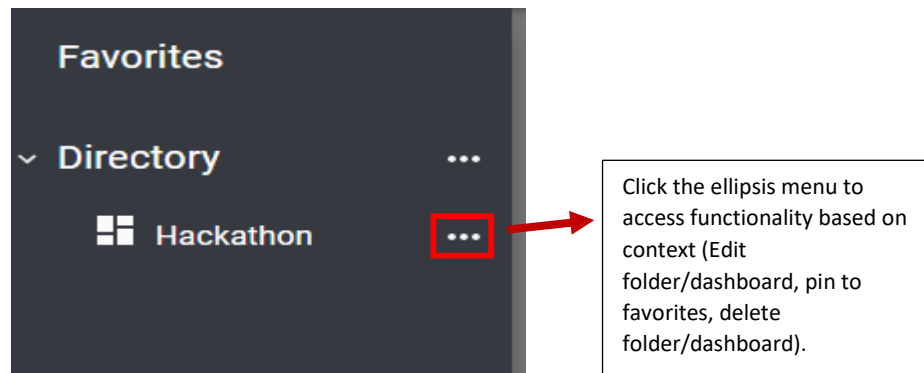 Favorites
Directory
Hackathon
Click the ellipsis menu to
access functionality based on
context (Edit
folder/dashboard, pin to
favorites, delete
folder/dashboard).